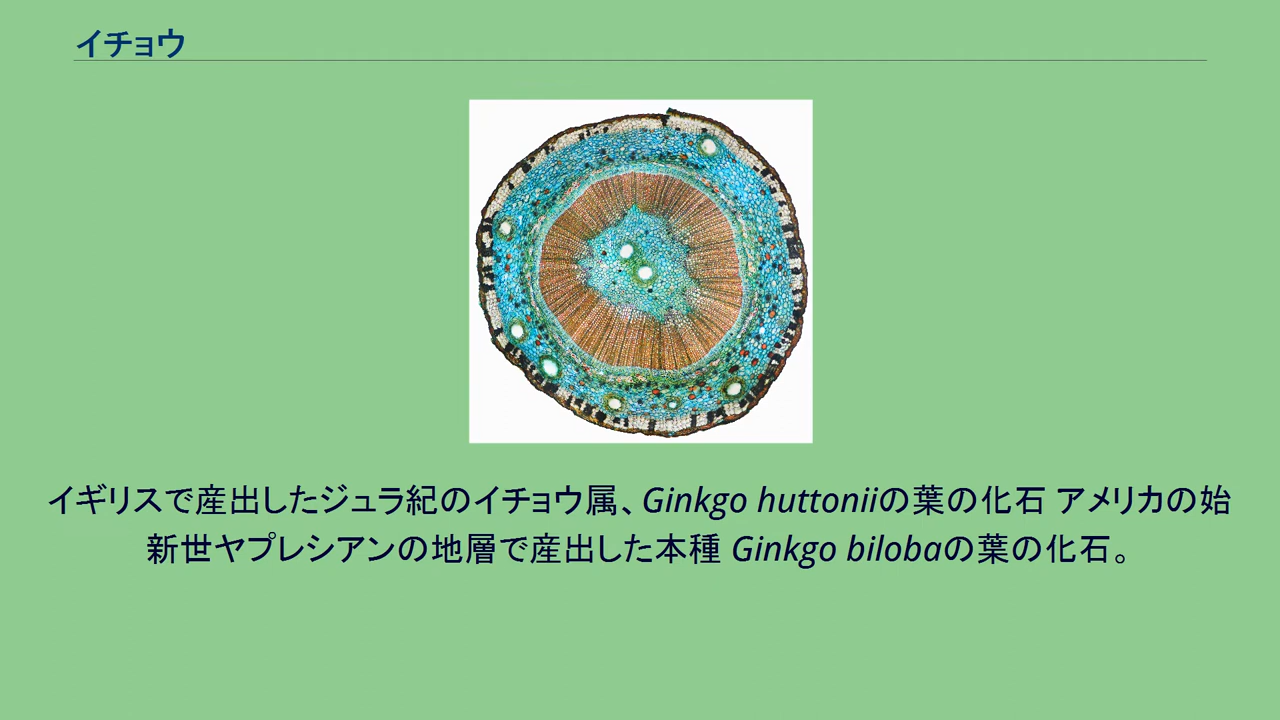 イチョウ
イギリスで産出したジュラ紀のイチョウ属、Ginkgo huttoniiの葉の化石 アメリカの始
新世ヤプレシアンの地層で産出した本種 Ginkgo bilobaの葉の化石。